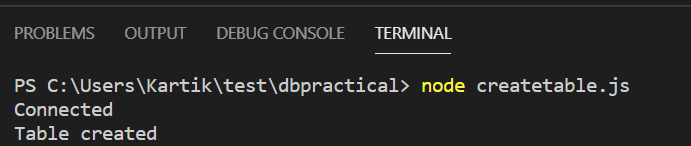 PROBLEMS OUTPUT DEBUG CONSOLE TERMINAL
PS C:\Users\Kartik\test\dbpractical> node createtable.js
Connected
Table created